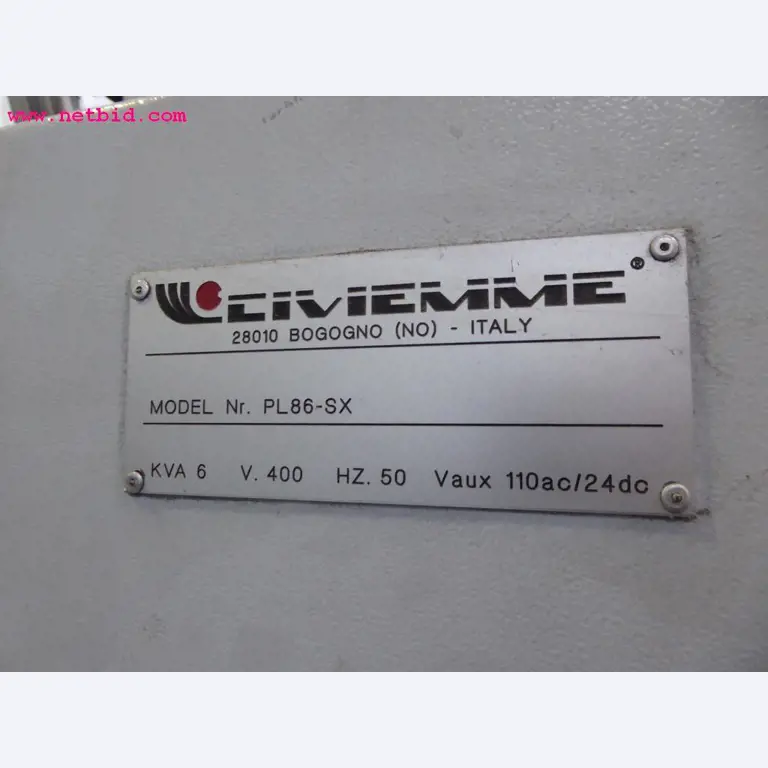 www.netbid.com
CIVIEMME ®
28010 BOGOGNO (NO) - ITALY
MODEL Nr. PL86-SX
KVA 6 V. 400 HZ. 50 Vaux 110ac/24dc